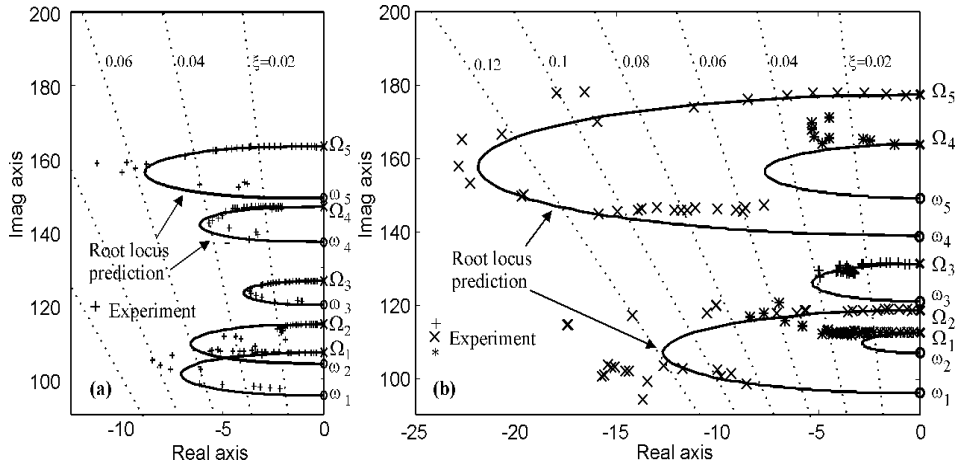 200
180
160
140
120
100
Imag axis
0.06
0.04
ξ=0.02
Ω5
ω5
Ω4
ω4
Ω3
ω3
Ω2
Ω1
ω2
ω1
Root locus
prediction
+ Experiment
(a)
-10
-5
0
Real axis
200
180
160
140
120
100
Imag axis
0.12
0.1
0.08
0.06
0.04
ξ=0.02
Ω5
Ω4
ω5
ω4
Ω3
ω3
Ω2
Ω1
ω2
ω1
Root locus
prediction
+
× Experiment
*
(b)
-25
-20
-15
-10
-5
0
Real axis